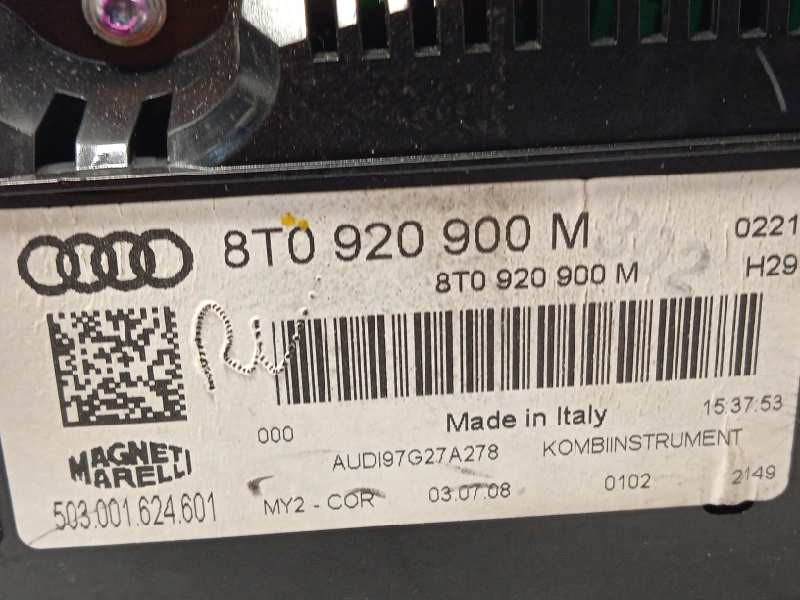 8T0 920 900 M 0221
8T0 920 900 M H29
Made in Italy 15:37:53
000 AUDI97G27A278 KOMBIINSTRUMENT
MAGNETI
MARELLI
503.001.624.601 MY2 - COR 03.07.08 0102 2149